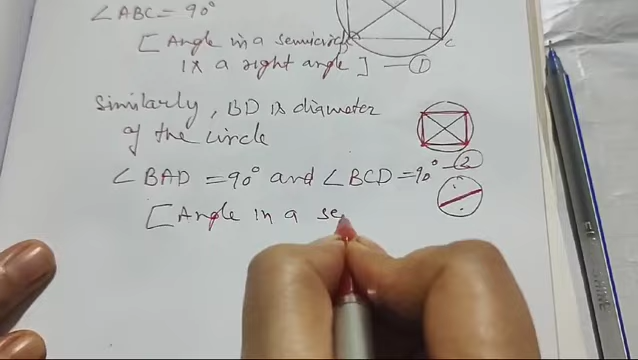 ∠ABC = 90°
[Angle in a semicircle
is a right angle] — ①
C
Similarly, BD is diameter
of the circle
∠BAD = 90° and ∠BCD = 90° — ②
[Angle in a se